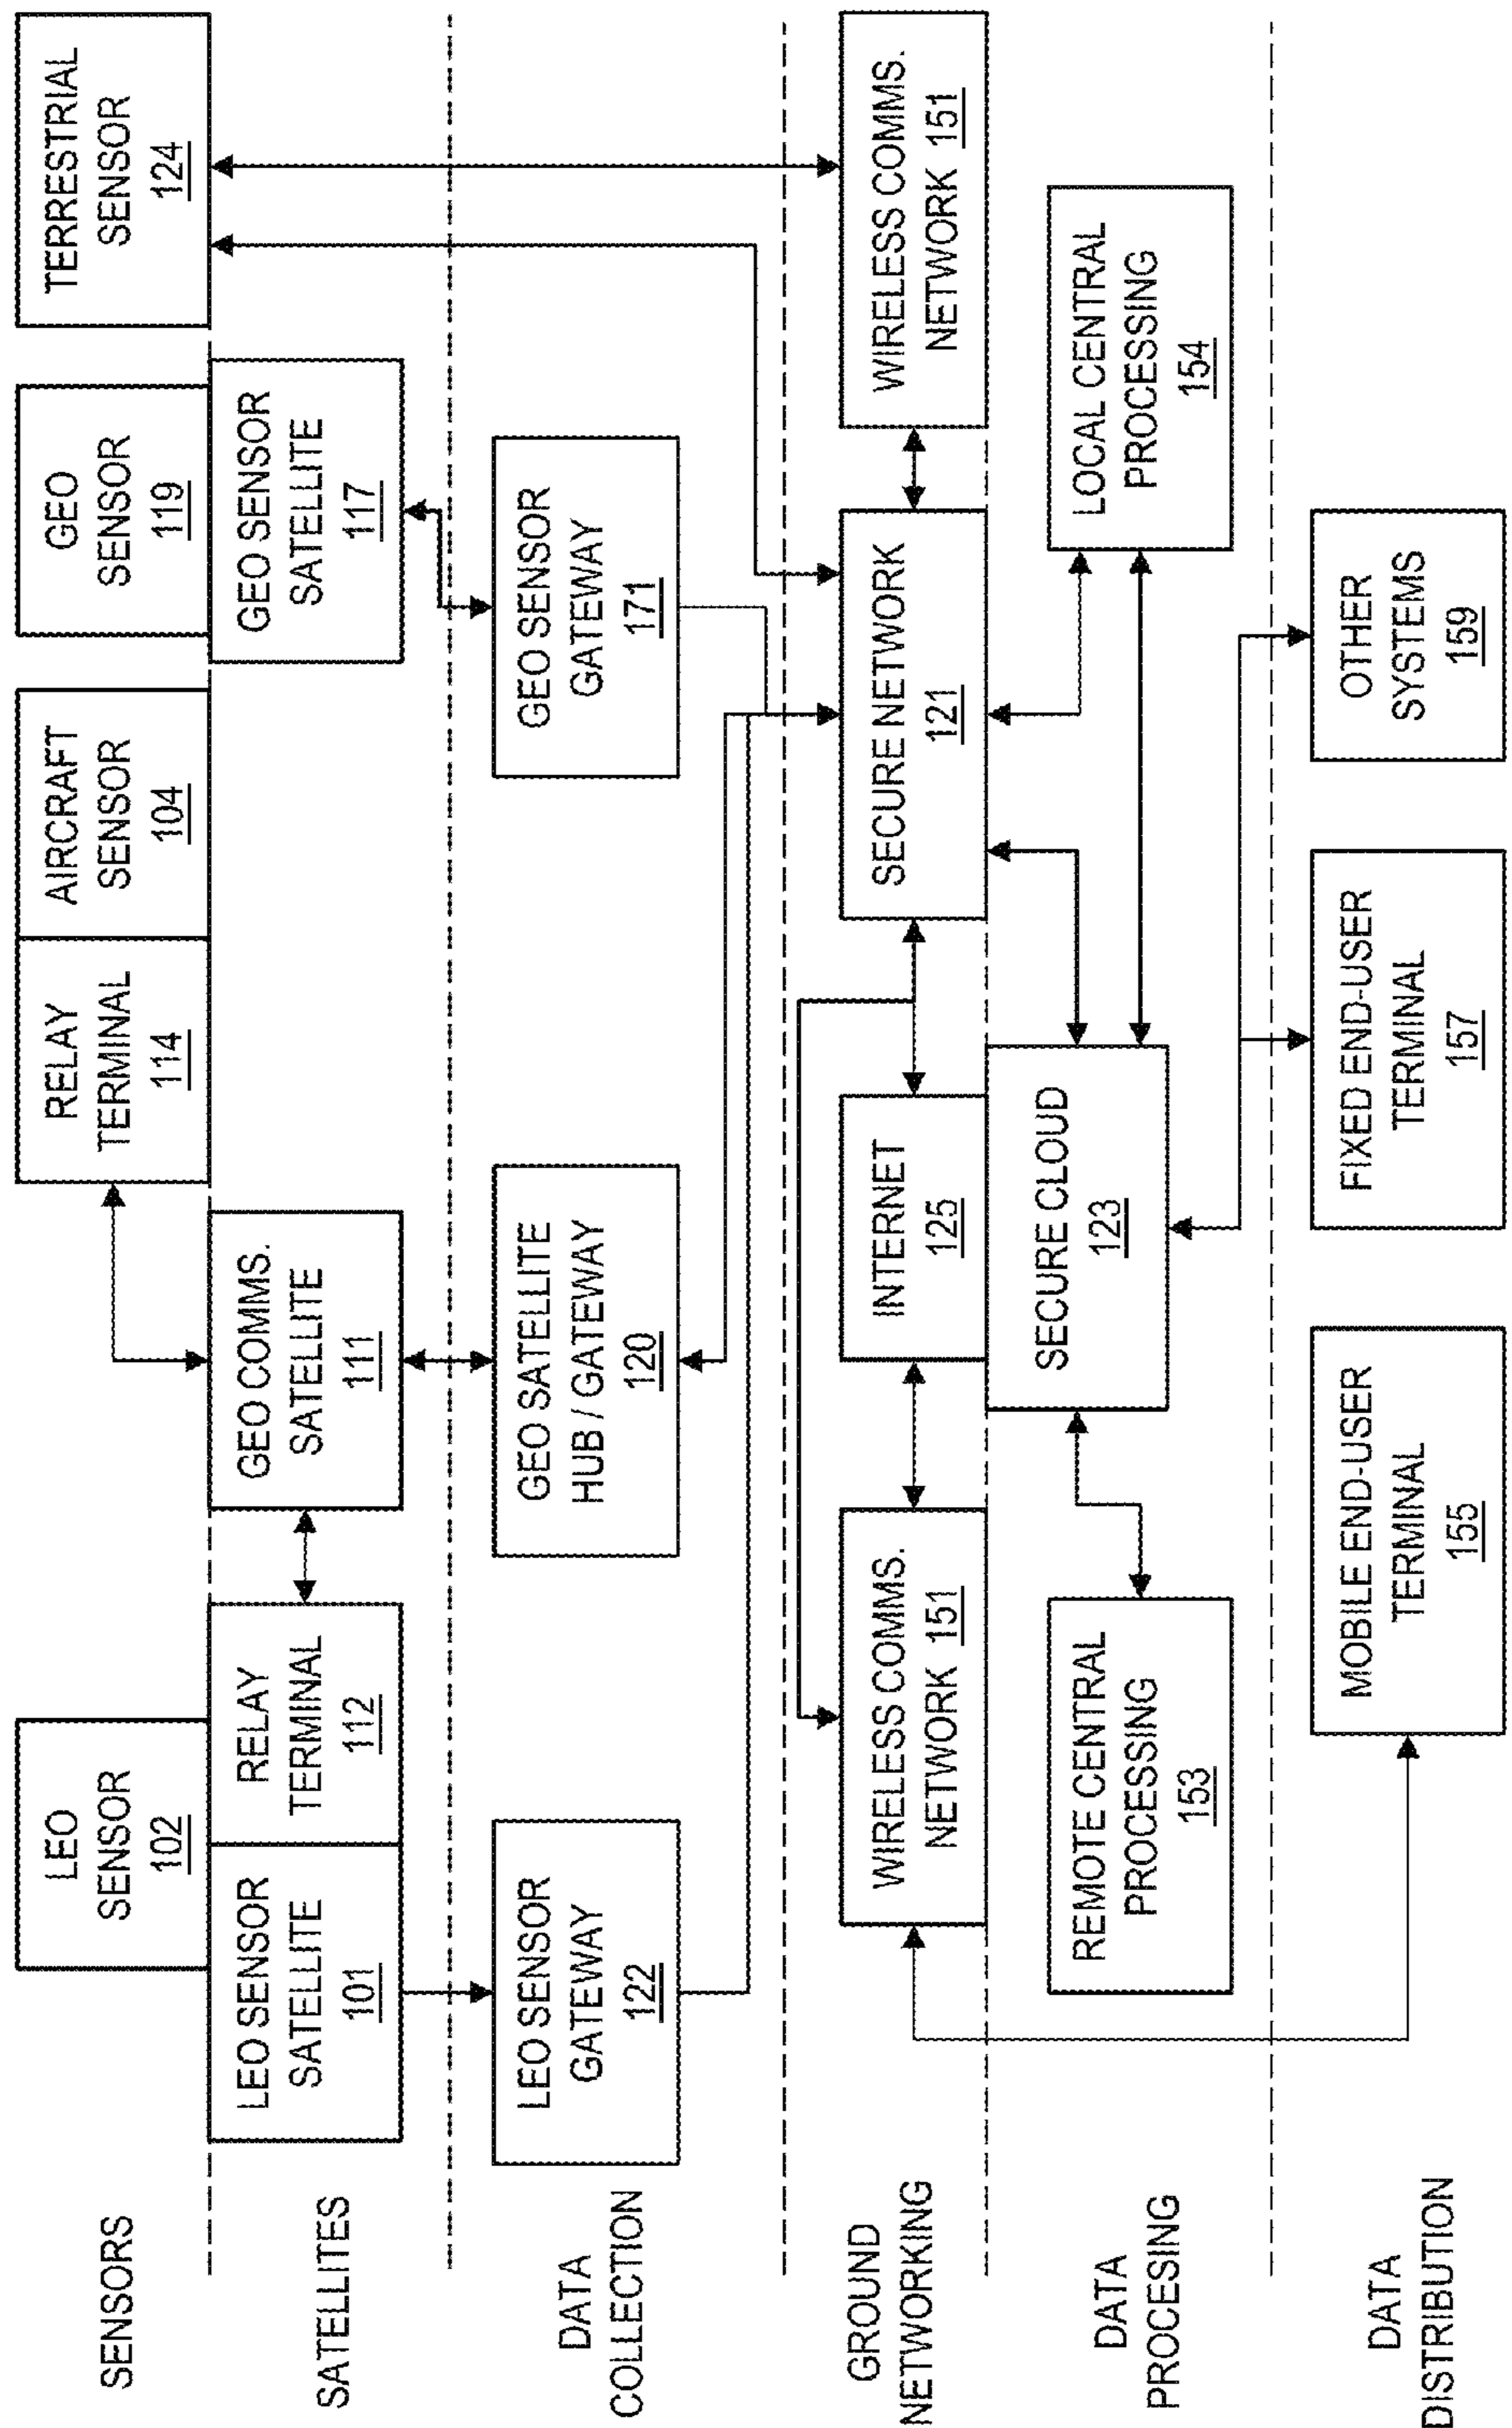 SENSORS
LEO
SENSOR
102
RELAY
TERMINAL
114
AIRCRAFT
SENSOR
104
GEO
SENSOR
119
TERRESTRIAL
SENSOR
124
SATELLITES
LEO SENSOR
SATELLITE
101
RELAY
TERMINAL
112
GEO COMMS.
SATELLITE
111
GEO SENSOR
SATELLITE
117
DATA
COLLECTION
LEO SENSOR
GATEWAY
122
GEO SATELLITE
HUB / GATEWAY
120
GEO SENSOR
GATEWAY
171
GROUND
NETWORKING
WIRELESS COMMS.
NETWORK 151
INTERNET
125
SECURE NETWORK
121
WIRELESS COMMS.
NETWORK 151
DATA
PROCESING
REMOTE CENTRAL
PROCESSING
153
SECURE CLOUD
123
LOCAL CENTRAL
PROCESSING
154
DATA
DISTRIBUTION
MOBILE END-USER
TERMINAL
155
FIXED END-USER
TERMINAL
157
OTHER
SYSTEMS
159